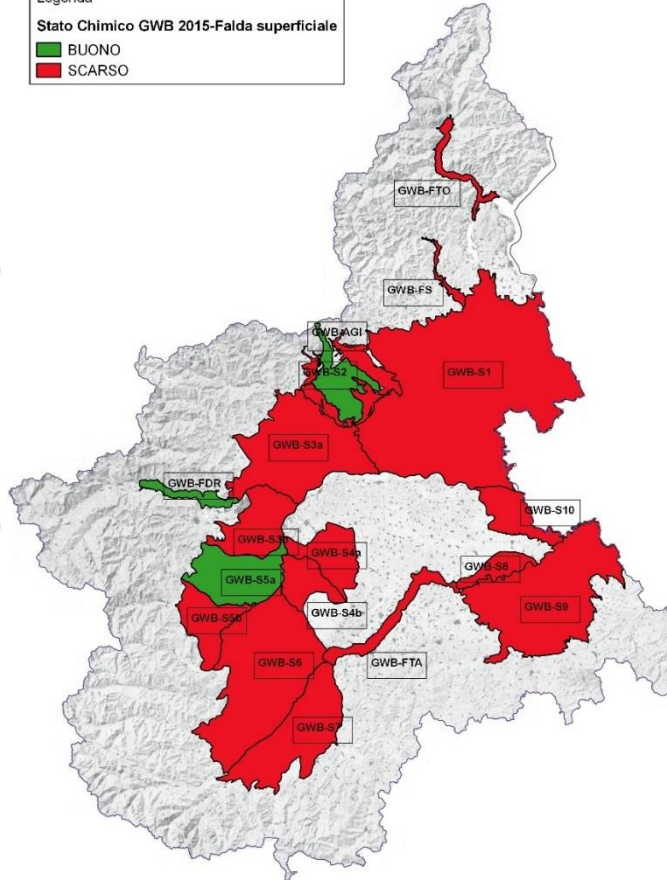 Legenda
Stato Chimico GWB 2015-Falda superficiale
BUONO
SCARSO
GWB-FTO
GWB-FS
GWB-AGI
GWB-S2
GWB-S1
GWB-S3a
GWB-FDR
GWB-S10
GWB-S3b
GWB-S4a
GWB-S8
GWB-S5a
GWB-S9
GWB-S4b
GWB-S5b
GWB-S6
GWB-FTA
GWB-S7